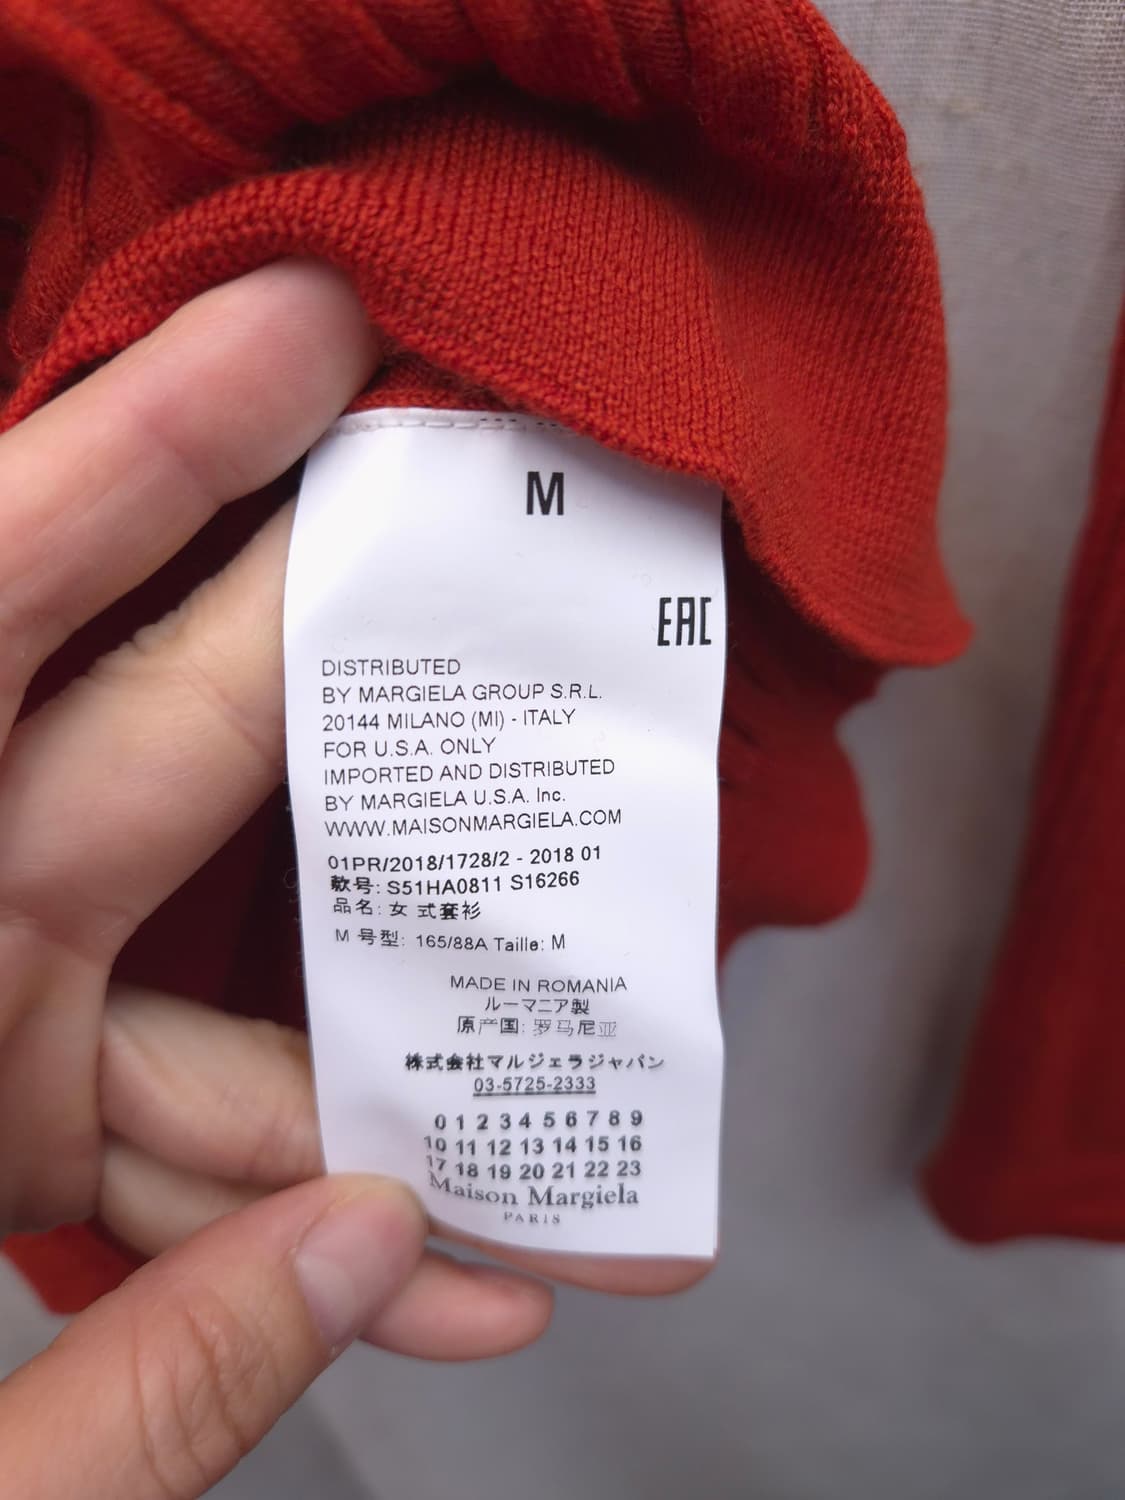 M
EAC
DISTRIBUTED
BY MARGIELA GROUP S.R.L.
20144 MILANO (MI) - ITALY
FOR U.S.A. ONLY
IMPORTED AND DISTRIBUTED
BY MARGIELA U.S.A. Inc.
WWW.MAISONMARGIELA.COM
01PR/2018/1728/2 - 2018 01
款号: S51HA0811 S16266
品名: 女 式套衫
M 号型: 165/88A Taille: M
MADE IN ROMANIA
ルーマニア製
原产国: 罗马尼亚
株式会社マルジェラジャパン
03-5725-2333
0 1 2 3 4 5 6 7 8 9
10 11 12 13 14 15 16
17 18 19 20 21 22 23
Maison Margiela
PARIS